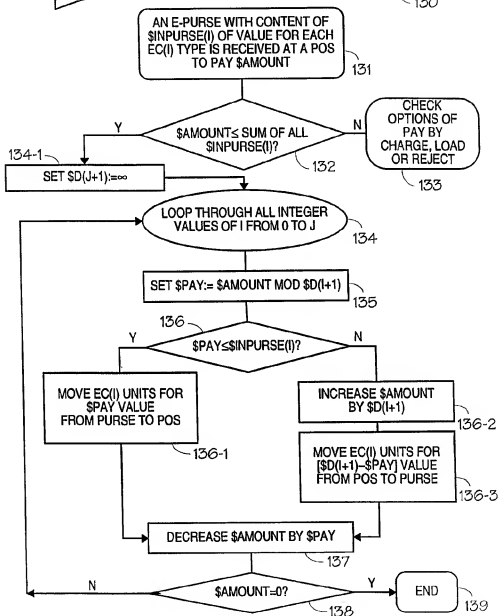 130
AN E-PURSE WITH CONTENT OF
$INPURSE(I) OF VALUE FOR EACH
EC(I) TYPE IS RECEIVED AT A POS
TO PAY $AMOUNT
131
Y
$AMOUNT≤ SUM OF ALL
$INPURSE(I)?
132
N
CHECK
OPTIONS OF
PAY BY
CHARGE, LOAD
OR REJECT
133
134-1
SET $D(J+1):=∞
LOOP THROUGH ALL INTEGER
VALUES OF I FROM 0 TO J
134
SET $PAY:= $AMOUNT MOD $D(I+1)
135
136
Y
$PAY≤$INPURSE(I)?
N
MOVE EC(I) UNITS FOR
$PAY VALUE
FROM PURSE TO POS
136-1
INCREASE $AMOUNT
BY $D(I+1)
136-2
MOVE EC(I) UNITS FOR
[$D(I+1)-$PAY] VALUE
FROM POS TO PURSE
136-3
DECREASE $AMOUNT BY $PAY
137
N
$AMOUNT=0?
138
Y
END
139